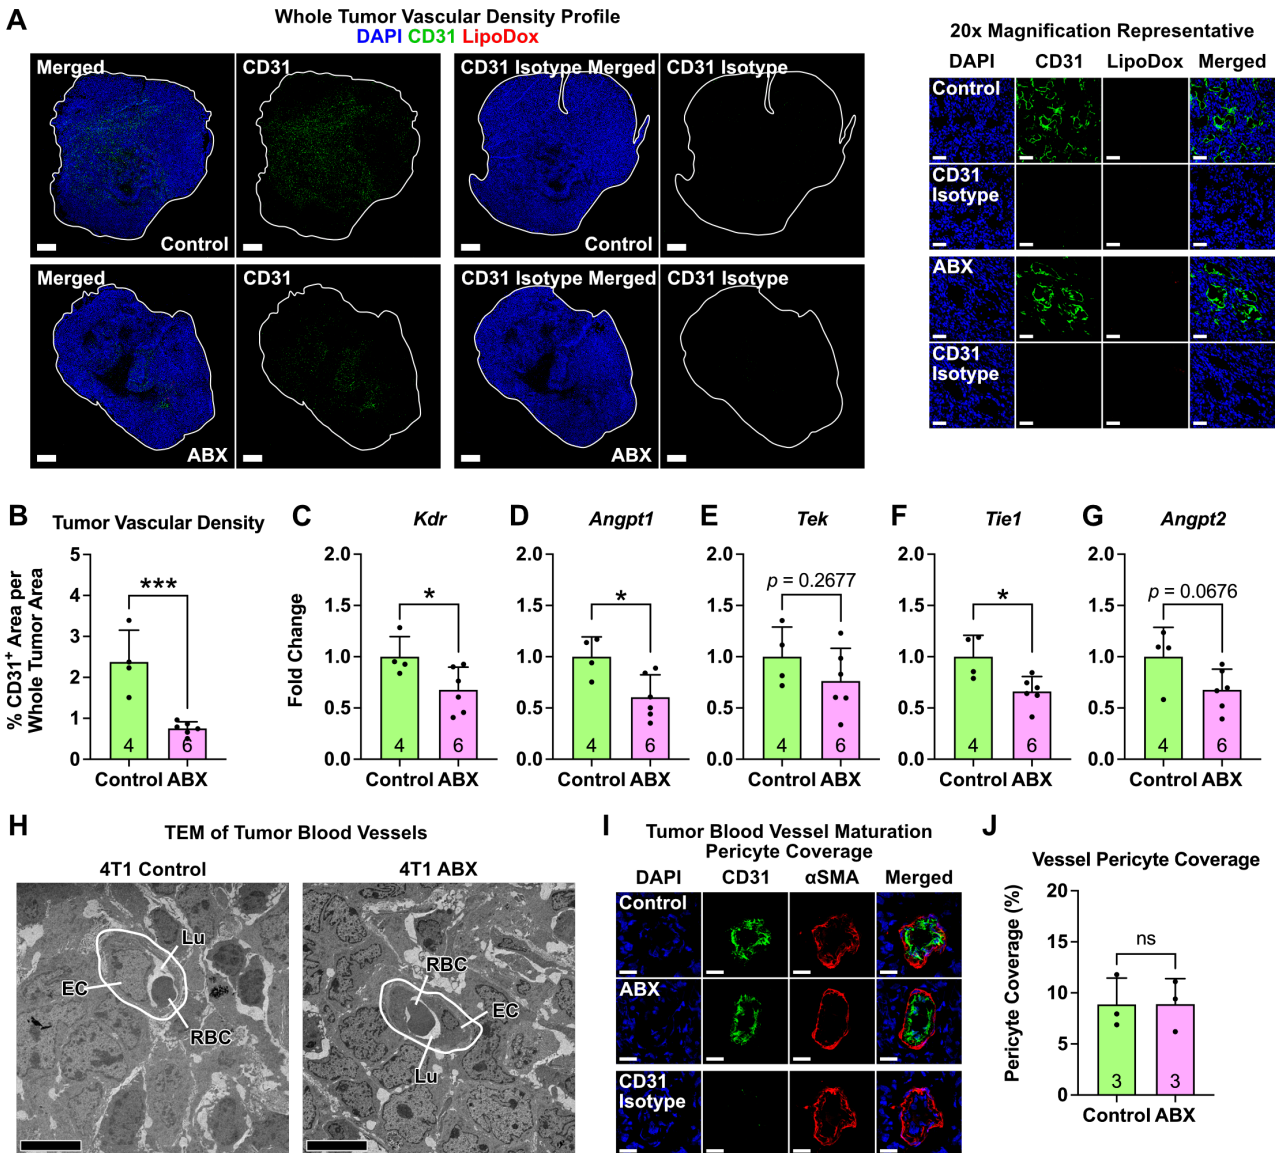 A
Whole Tumor Vascular Density Profile
DAPI CD31 LipoDox
Merged
CD31
CD31 Isotype Merged
CD31 Isotype
Control
Control
Merged
CD31
CD31 Isotype Merged
CD31 Isotype
ABX
ABX
20x Magnification Representative
DAPI CD31 LipoDox Merged
Control
CD31
Isotype
ABX
CD31
Isotype
B
Tumor Vascular Density
% CD31+ Area per
Whole Tumor Area
5
4
3
2
1
0
***
4 6
Control ABX
C
Kdr
Fold Change
2.0
1.5
1.0
0.5
0.0
*
4 6
Control ABX
D
Angpt1
2.0
1.5
1.0
0.5
0.0
*
4 6
Control ABX
E
Tek
2.0
1.5
1.0
0.5
0.0
p = 0.2677
4 6
Control ABX
F
Tie1
2.0
1.5
1.0
0.5
0.0
*
4 6
Control ABX
G
Angpt2
2.0
1.5
1.0
0.5
0.0
p = 0.0676
4 6
Control ABX
H
TEM of Tumor Blood Vessels
4T1 Control
Lu
EC
RBC
4T1 ABX
RBC
EC
Lu
I
Tumor Blood Vessel Maturation
Pericyte Coverage
DAPI CD31 αSMA Merged
Control
ABX
CD31
Isotype
J
Vessel Pericyte Coverage
Pericyte Coverage (%)
20
15
10
5
0
ns
3 3
Control ABX